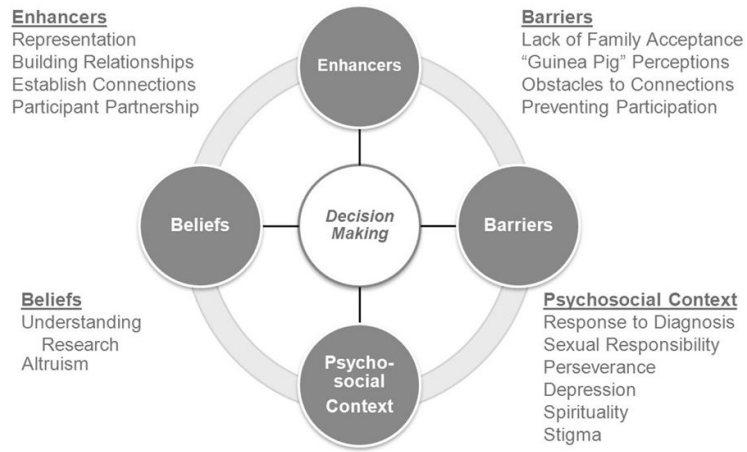 Enhancers
Representation
Building Relationships
Establish Connections
Participant Partnership
Barriers
Lack of Family Acceptance
“Guinea Pig” Perceptions
Obstacles to Connections
Preventing Participation
Enhancers
Beliefs
Decision
Making
Barriers
Psycho-
social
Context
Beliefs
Understanding
Research
Altruism
Psychosocial Context
Response to Diagnosis
Sexual Responsibility
Perseverance
Depression
Spirituality
Stigma